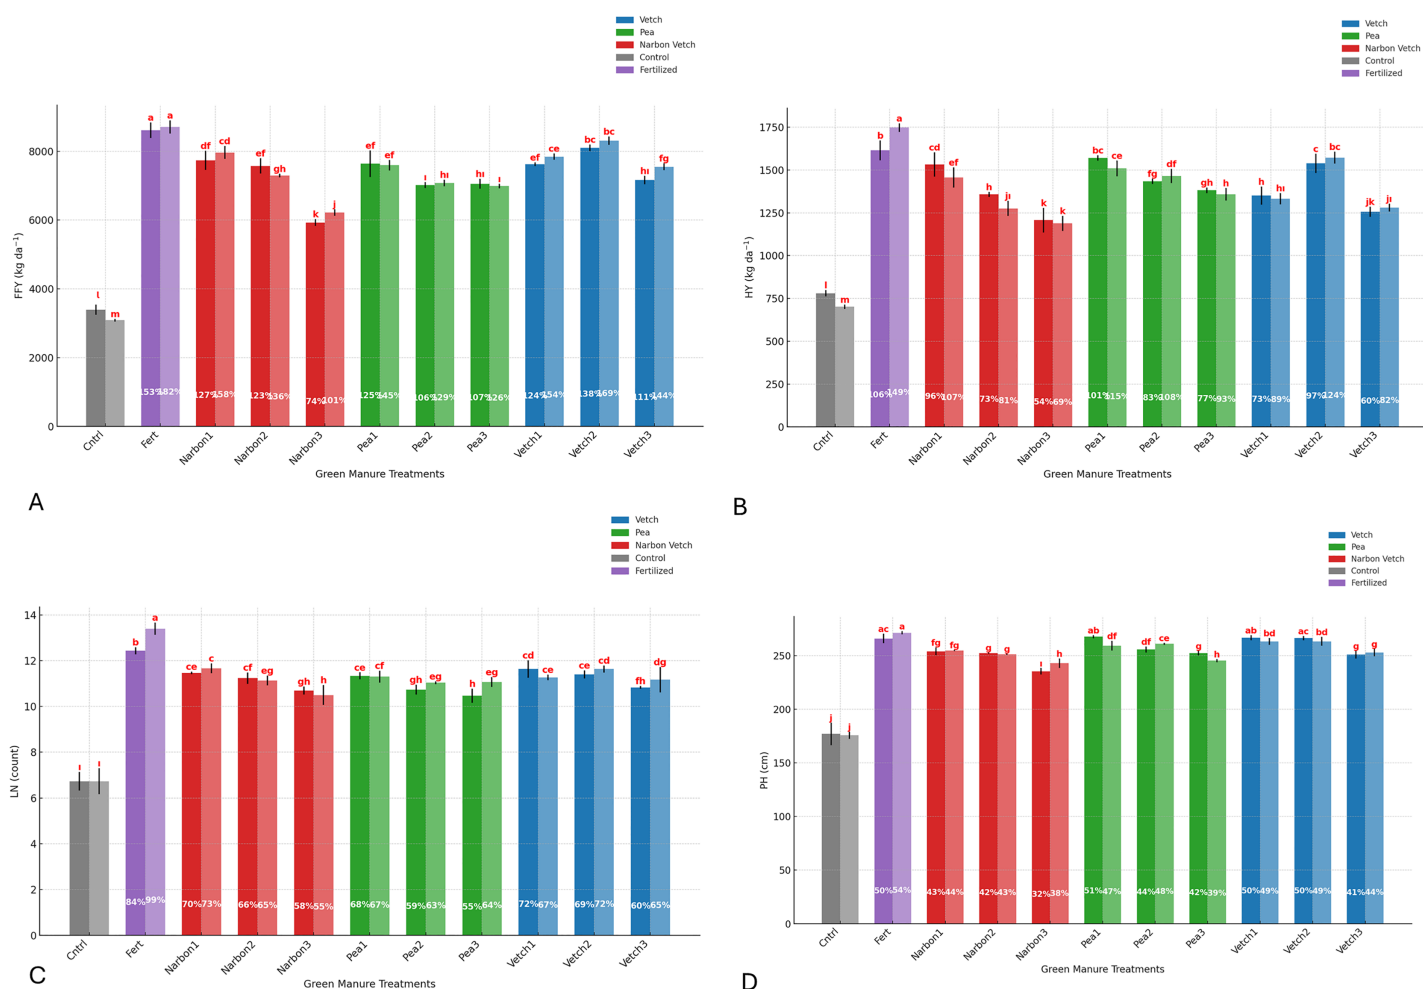 Vetch
Pea
Narbon Vetch
Control
Fertilized
FFY (kg da⁻¹)
8000
6000
4000
2000
0
l m a a df cd ef gh k j ef ef ı hı hı ı ef ce bc bc hı fg
153% 182% 127% 158% 123% 136% 74% 101% 125% 145% 106% 129% 107% 126% 124% 154% 138% 169% 111% 144%
Cntrl Fert Narbon1 Narbon2 Narbon3 Pea1 Pea2 Pea3 Vetch1 Vetch2 Vetch3
Green Manure Treatments
A
Vetch
Pea
Narbon Vetch
Control
Fertilized
HY (kg da⁻¹)
1750
1500
1250
1000
750
500
250
0
l m b a cd ef h jı k k bc ce fg df gh hı h hı c bc jk jı
106% 149% 96% 107% 73% 81% 54% 69% 101% 115% 83% 108% 77% 93% 73% 89% 97% 124% 60% 82%
Cntrl Fert Narbon1 Narbon2 Narbon3 Pea1 Pea2 Pea3 Vetch1 Vetch2 Vetch3
Green Manure Treatments
B
Vetch
Pea
Narbon Vetch
Control
Fertilized
LN (count)
14
12
10
8
6
4
2
0
ı ı b a ce c cf eg gh h ce cf gh eg h eg cd ce ce cd fh dg
84% 99% 70% 73% 66% 65% 58% 55% 68% 67% 59% 63% 55% 64% 72% 67% 69% 72% 60% 65%
Cntrl Fert Narbon1 Narbon2 Narbon3 Pea1 Pea2 Pea3 Vetch1 Vetch2 Vetch3
Green Manure Treatments
C
Vetch
Pea
Narbon Vetch
Control
Fertilized
PH (cm)
250
200
150
100
50
0
j j ac a fg fg g g ı h ab df df ce g h ab bd ac bd g g
50% 54% 43% 44% 42% 43% 32% 38% 51% 47% 44% 48% 42% 39% 50% 49% 50% 49% 41% 44%
Cntrl Fert Narbon1 Narbon2 Narbon3 Pea1 Pea2 Pea3 Vetch1 Vetch2 Vetch3
Green Manure Treatments
D